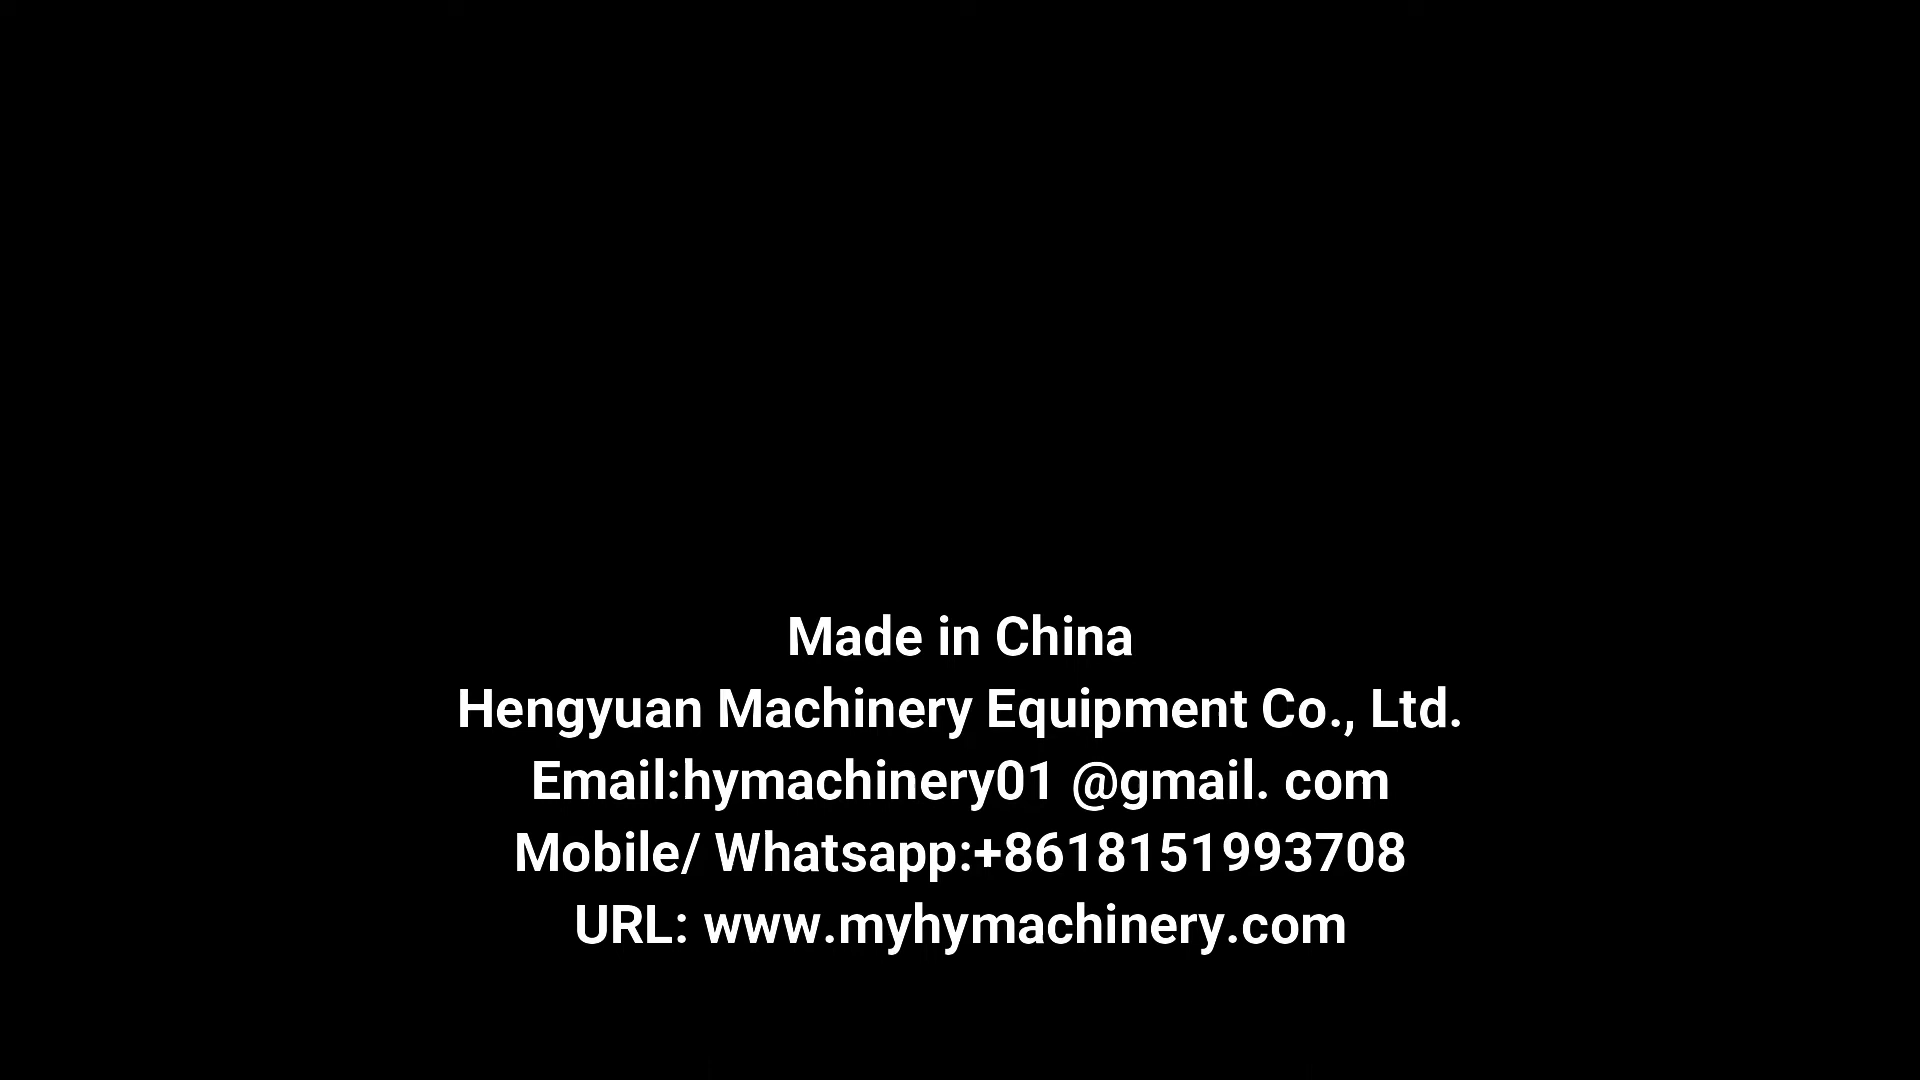 Made in China
Hengyuan Machinery Equipment Co., Ltd.
Email:hymachinery01 @gmail. com
Mobile/ Whatsapp:+8618151993708
URL: www.myhymachinery.com